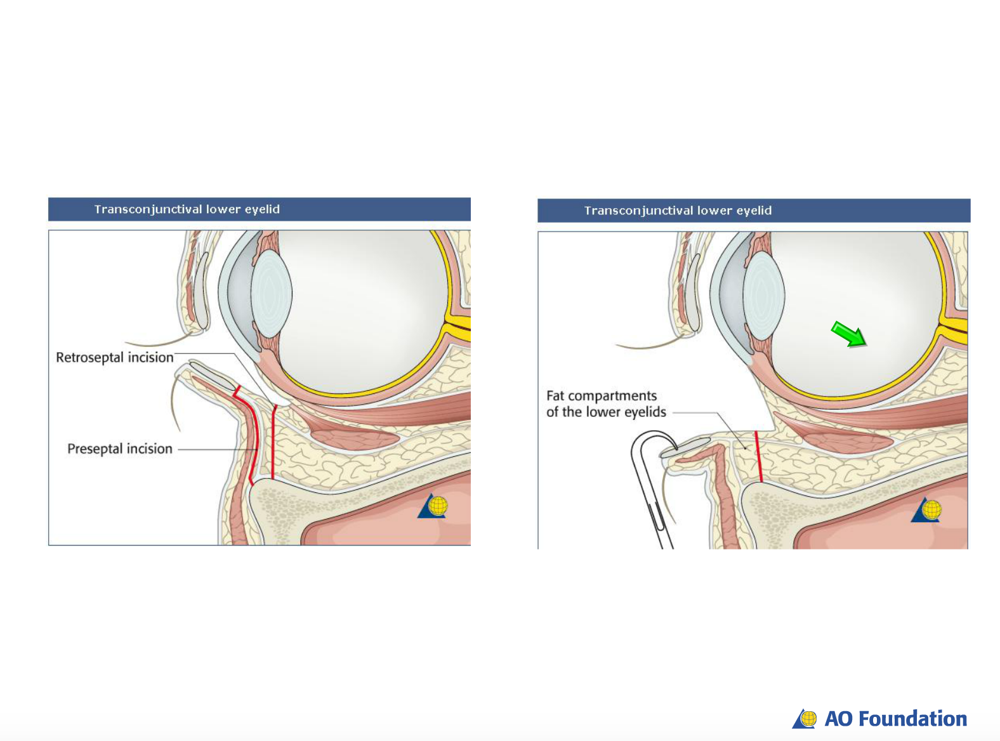 Transconjunctival lower eyelid
Retroseptal incision
Preseptal incision
Transconjunctival lower eyelid
Fat compartments
of the lower eyelids
AO Foundation